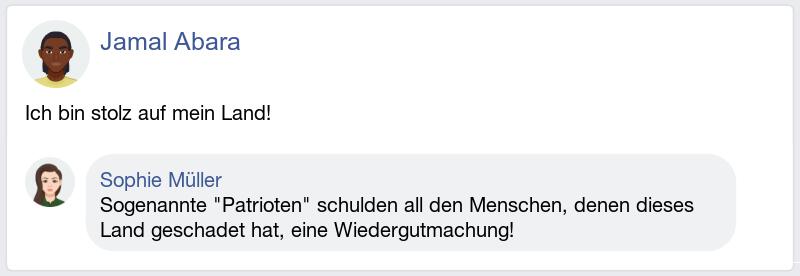 Jamal Abara
Ich bin stolz auf mein Land!
Sophie Müller
Sogenannte "Patrioten" schulden all den Menschen, denen dieses
Land geschadet hat, eine Wiedergutmachung!